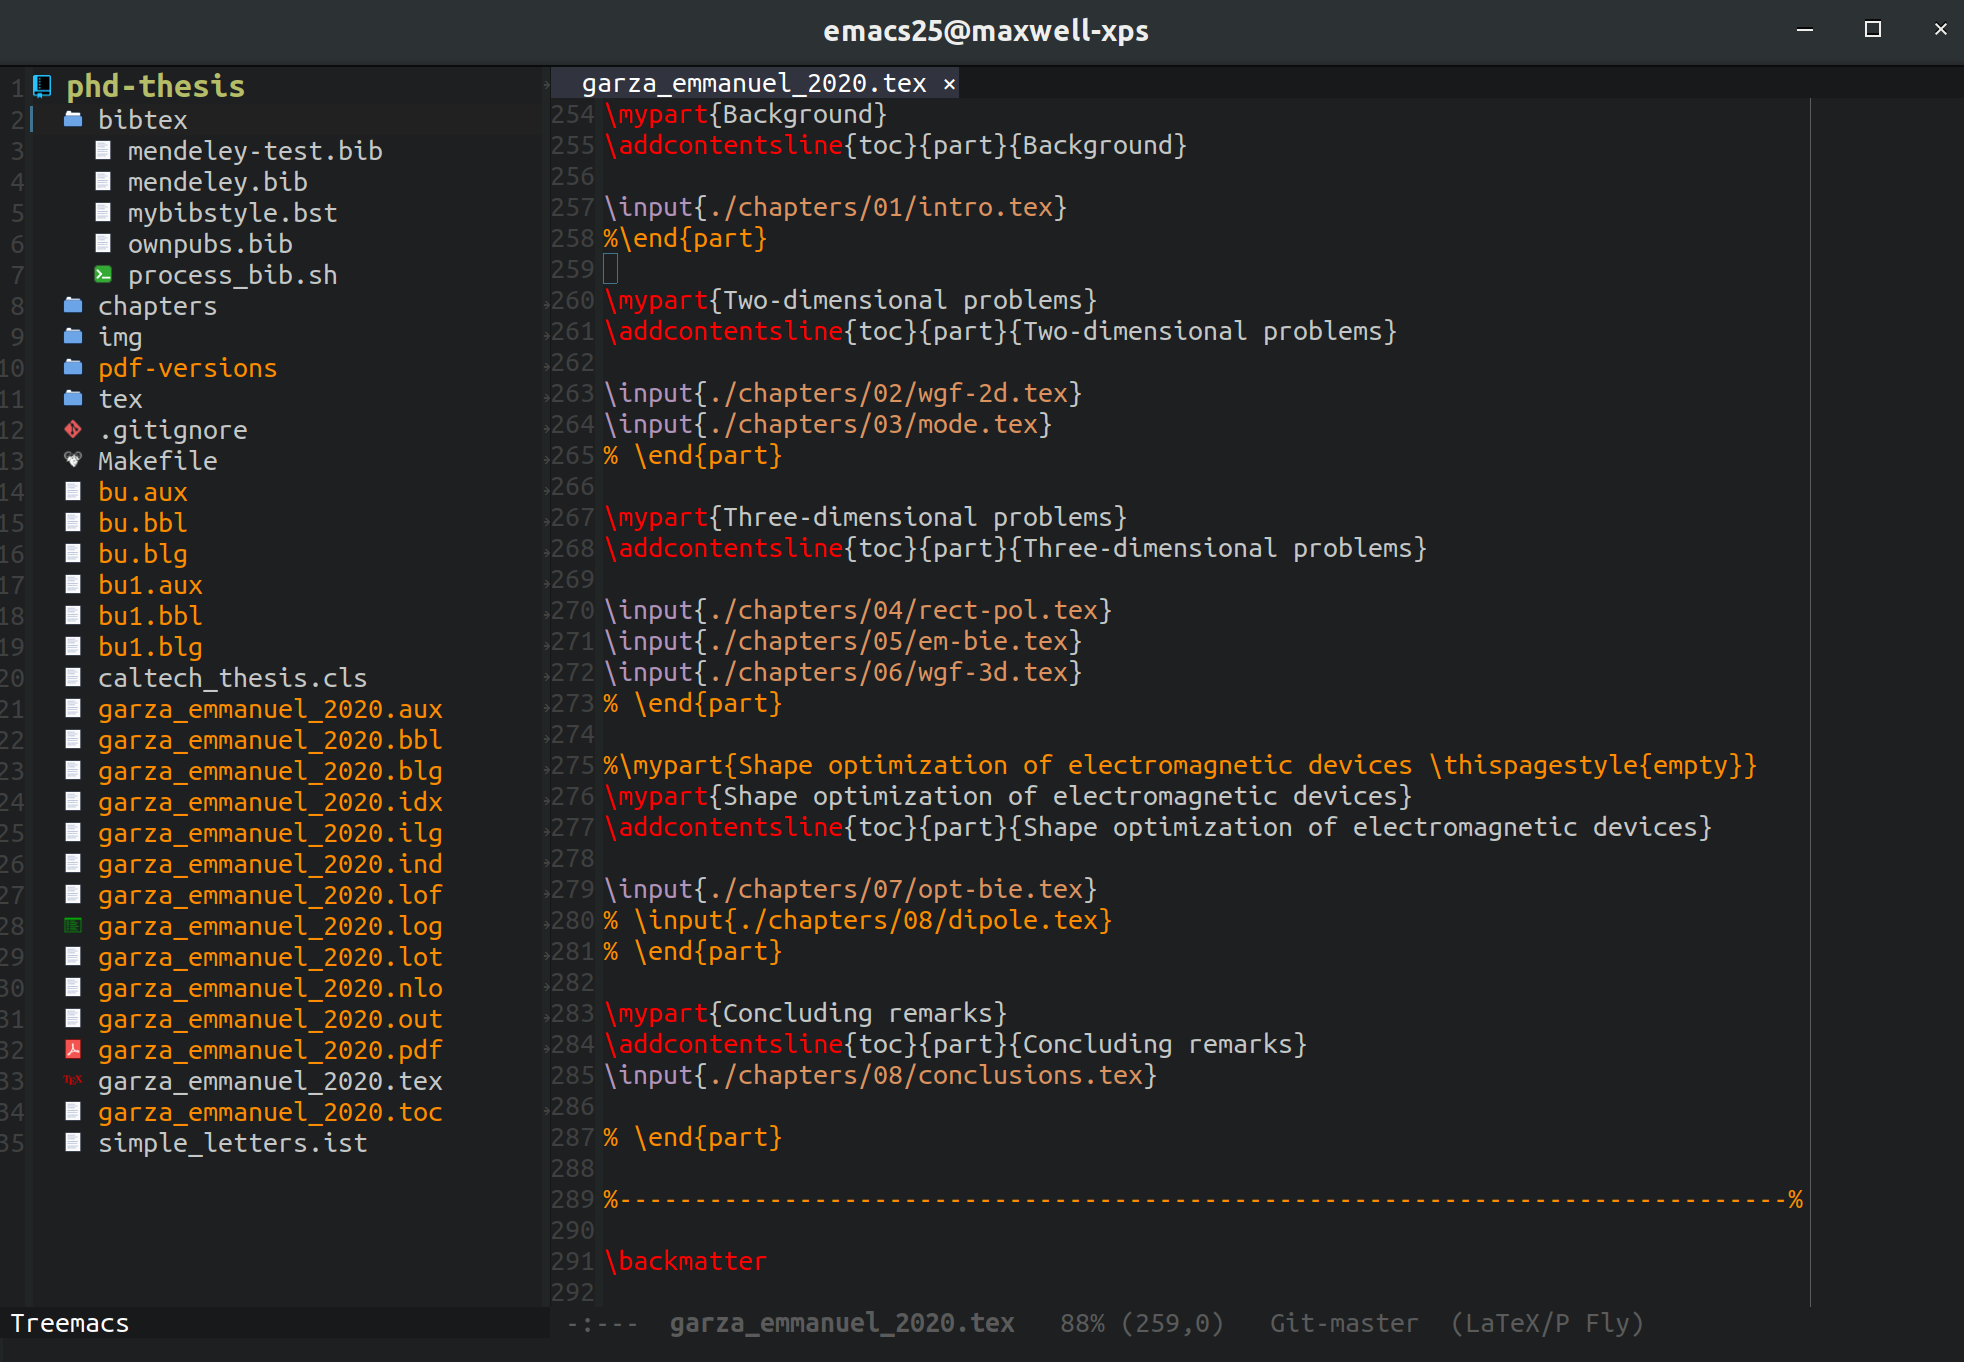 emacs25@maxwell-xps
1 phd-thesis
2 bibtex
3 mendeley-test.bib
4 mendeley.bib
5 mybibstyle.bst
6 ownpubs.bib
7 process_bib.sh
8 chapters
9 img
10 pdf-versions
11 tex
12 .gitignore
13 Makefile
14 bu.aux
15 bu.bbl
16 bu.blg
17 bu1.aux
18 bu1.bbl
19 bu1.blg
20 caltech_thesis.cls
21 garza_emmanuel_2020.aux
22 garza_emmanuel_2020.bbl
23 garza_emmanuel_2020.blg
24 garza_emmanuel_2020.idx
25 garza_emmanuel_2020.ilg
26 garza_emmanuel_2020.ind
27 garza_emmanuel_2020.lof
28 garza_emmanuel_2020.log
29 garza_emmanuel_2020.lot
30 garza_emmanuel_2020.nlo
31 garza_emmanuel_2020.out
32 garza_emmanuel_2020.pdf
33 TEX garza_emmanuel_2020.tex
34 garza_emmanuel_2020.toc
35 simple_letters.ist
Treemacs
garza_emmanuel_2020.tex ×
254 \mypart{Background}
255 \addcontentsline{toc}{part}{Background}
256
257 \input{./chapters/01/intro.tex}
258 %\end{part}
259
260 \mypart{Two-dimensional problems}
261 \addcontentsline{toc}{part}{Two-dimensional problems}
262
263 \input{./chapters/02/wgf-2d.tex}
264 \input{./chapters/03/mode.tex}
265 % \end{part}
266
267 \mypart{Three-dimensional problems}
268 \addcontentsline{toc}{part}{Three-dimensional problems}
269
270 \input{./chapters/04/rect-pol.tex}
271 \input{./chapters/05/em-bie.tex}
272 \input{./chapters/06/wgf-3d.tex}
273 % \end{part}
274
275 %\mypart{Shape optimization of electromagnetic devices \thispagestyle{empty}}
276 \mypart{Shape optimization of electromagnetic devices}
277 \addcontentsline{toc}{part}{Shape optimization of electromagnetic devices}
278
279 \input{./chapters/07/opt-bie.tex}
280 % \input{./chapters/08/dipole.tex}
281 % \end{part}
282
283 \mypart{Concluding remarks}
284 \addcontentsline{toc}{part}{Concluding remarks}
285 \input{./chapters/08/conclusions.tex}
286
287 % \end{part}
288
289 %------------------------------------------------------------------------------%
290
291 \backmatter
292
-:--- garza_emmanuel_2020.tex 88% (259,0) Git-master (LaTeX/P Fly)